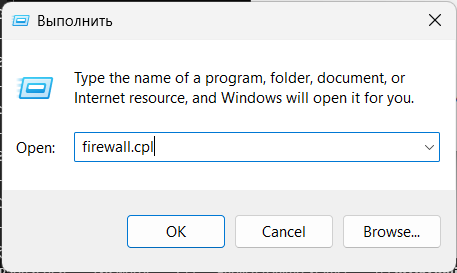 Выполнить
Type the name of a program, folder, document, or
Internet resource, and Windows will open it for you.
Open: firewall.cpl
OK Cancel Browse...